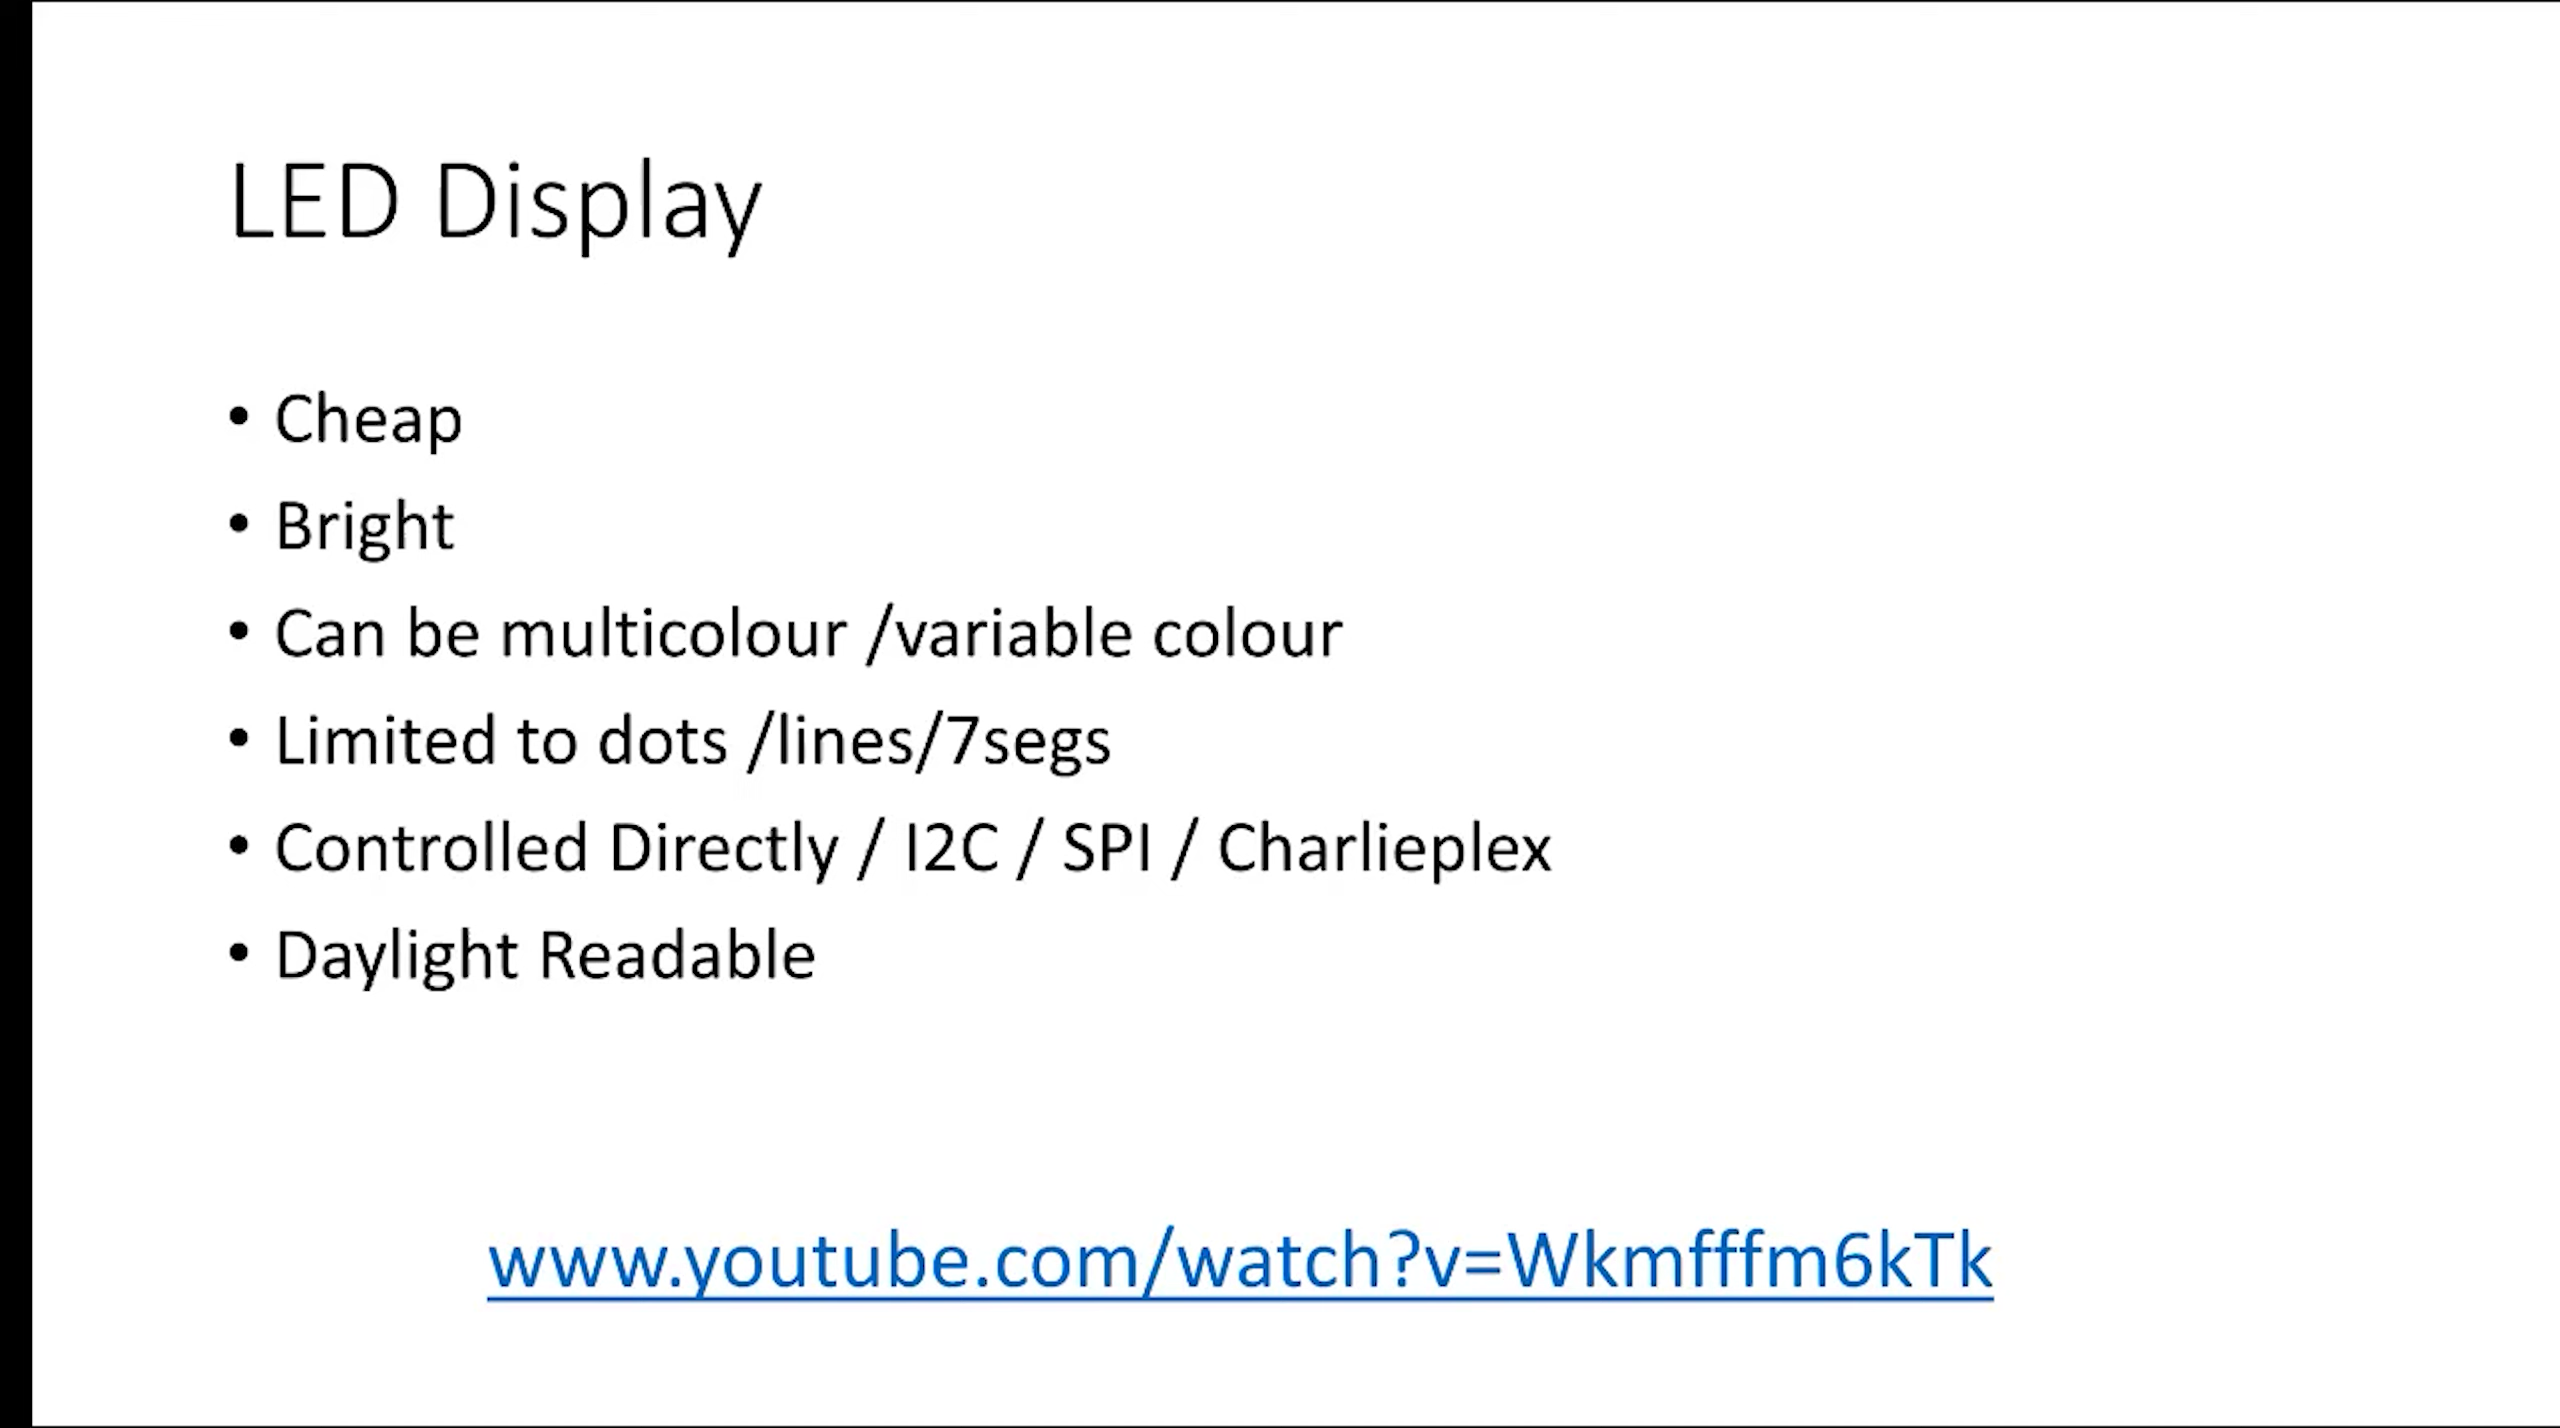 LED Display
• Cheap
• Bright
• Can be multicolour /variable colour
• Limited to dots /lines/7segs
• Controlled Directly / I2C / SPI / Charlieplex
• Daylight Readable
www.youtube.com/watch?v=Wkmfffm6kTk